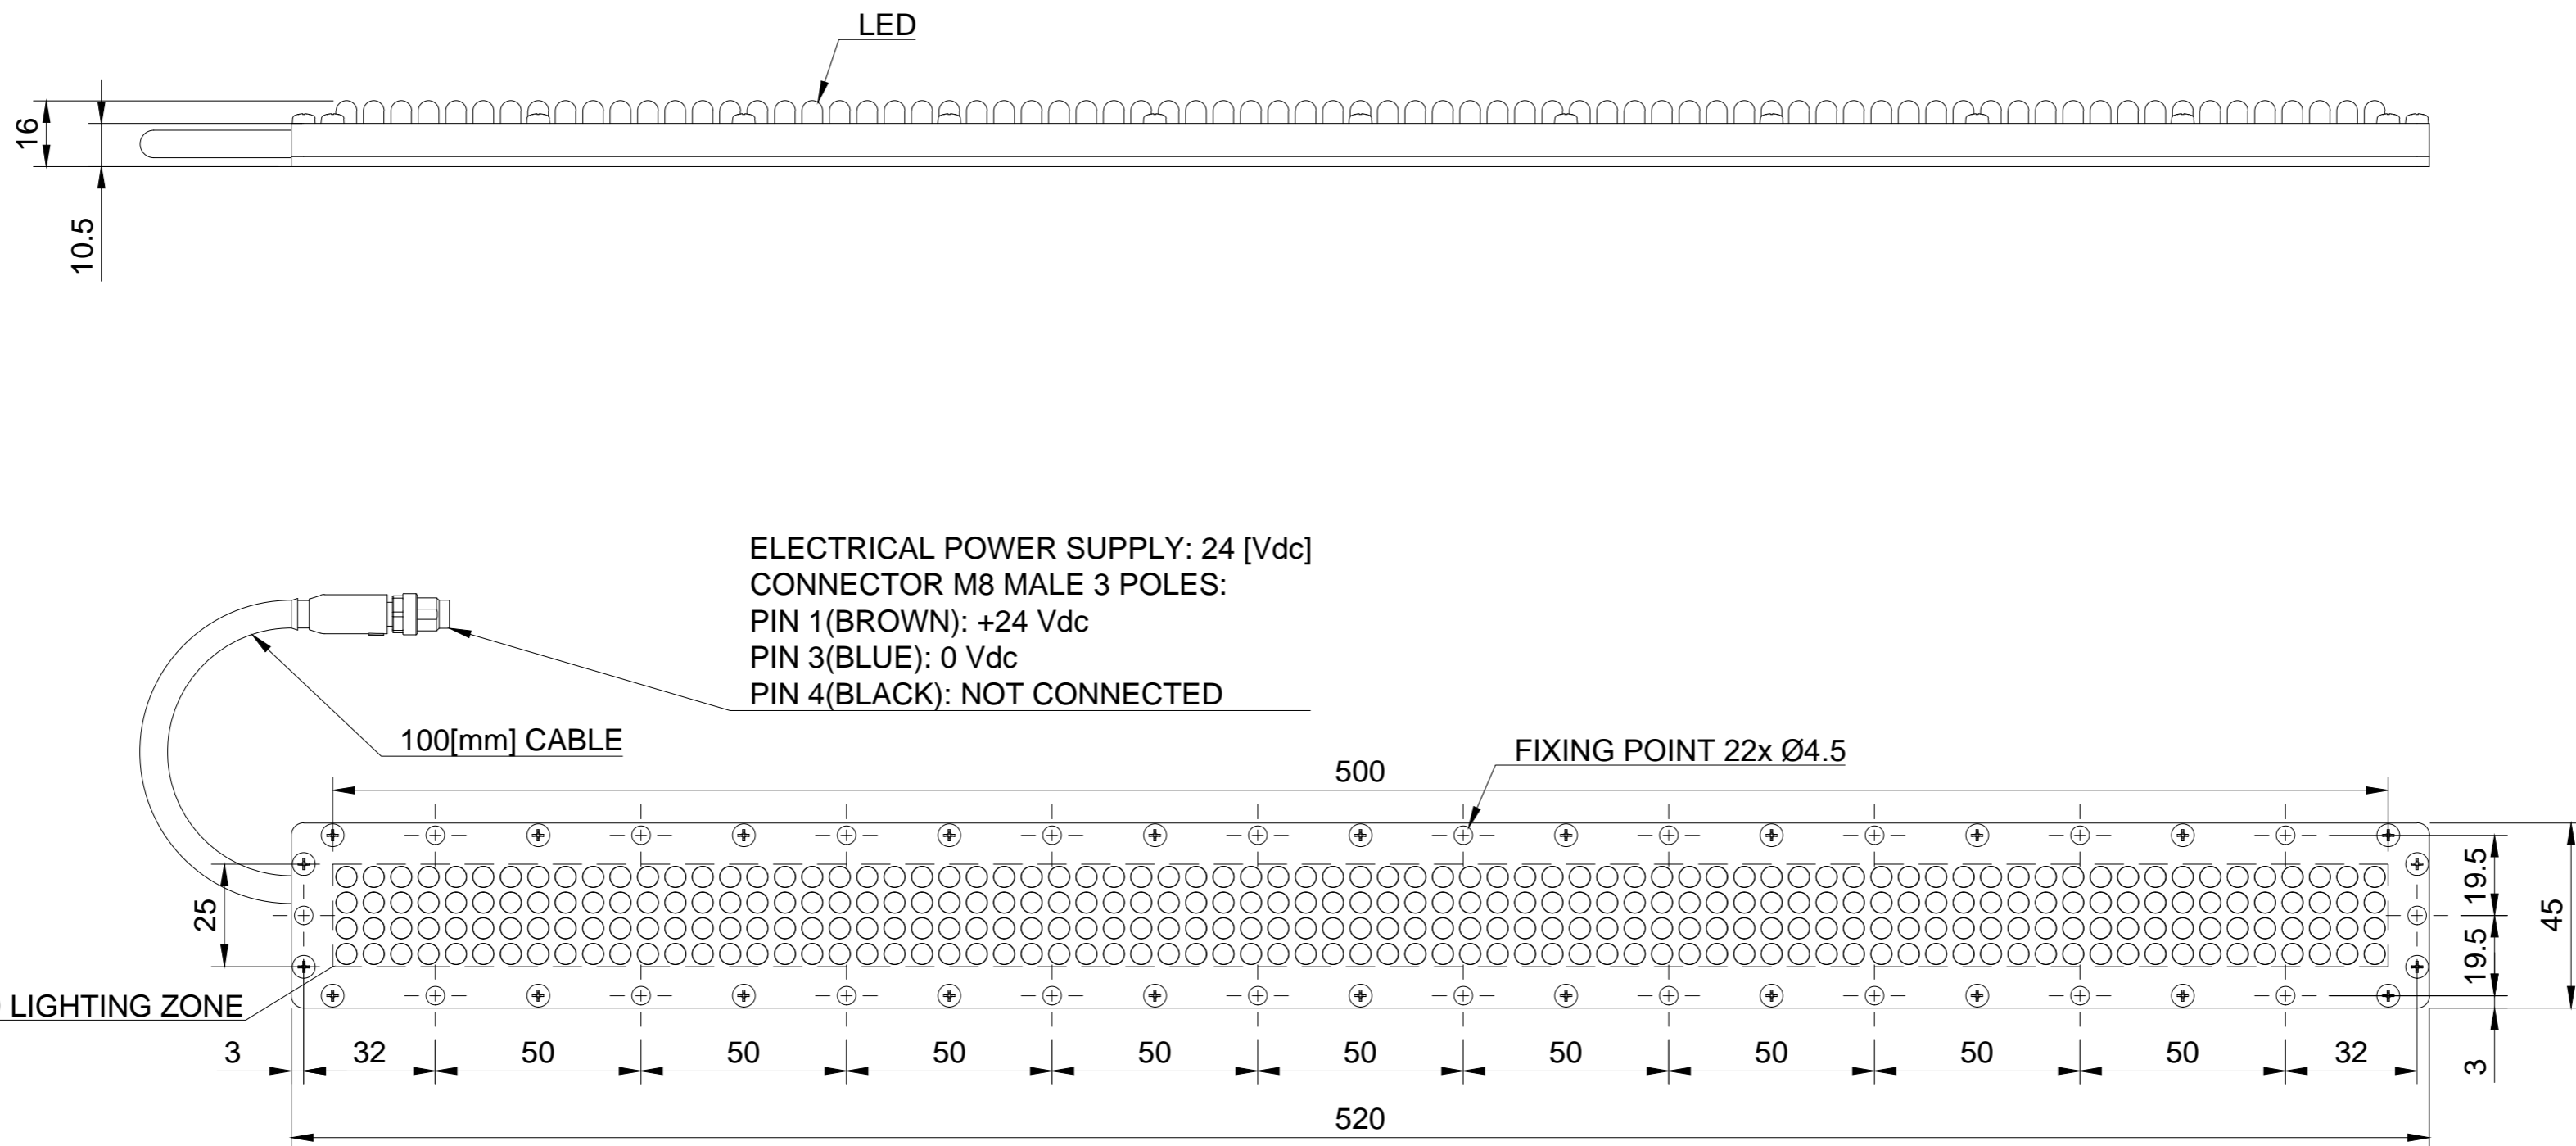 LED
16
10.5
ELECTRICAL POWER SUPPLY: 24 [Vdc]
CONNECTOR M8 MALE 3 POLES:
PIN 1(BROWN): +24 Vdc
PIN 3(BLUE): 0 Vdc
PIN 4(BLACK): NOT CONNECTED
100[mm] CABLE
FIXING POINT 22x Ø4.5
500
25
19.5
45
19.5
LIGHTING ZONE
3
32
50
50
50
50
50
50
50
50
50
32
3
520